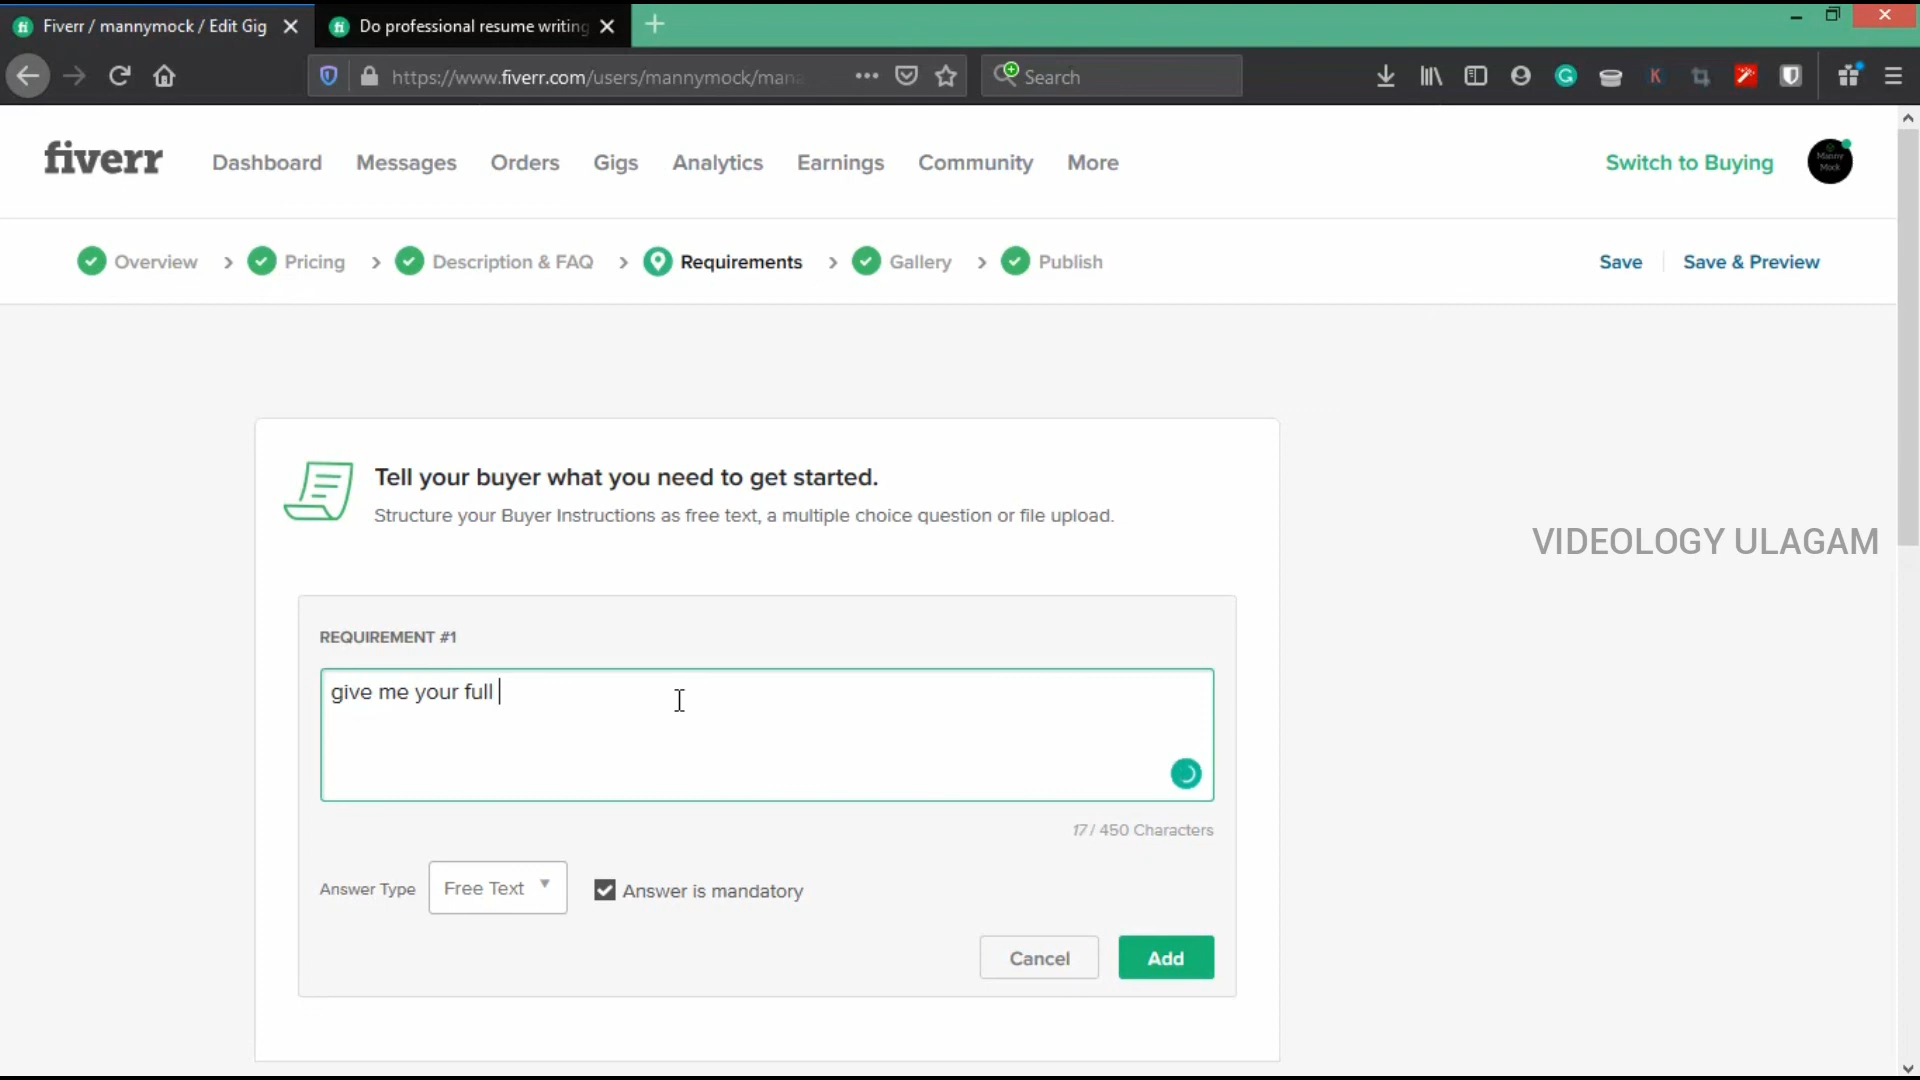 Fiverr / mannymock / Edit Gig
Do professional resume writing
https://www.fiverr.com/users/mannymock/mana
Search
fiverr
Dashboard
Messages
Orders
Gigs
Analytics
Earnings
Community
More
Switch to Buying
Manny
Mock
Overview
Pricing
Description & FAQ
Requirements
Gallery
Publish
Save
Save & Preview
Tell your buyer what you need to get started.
Structure your Buyer Instructions as free text, a multiple choice question or file upload.
VIDEOLOGY ULAGAM
REQUIREMENT #1
give me your full
17 / 450 Characters
Answer Type
Free Text
Answer is mandatory
Cancel
Add